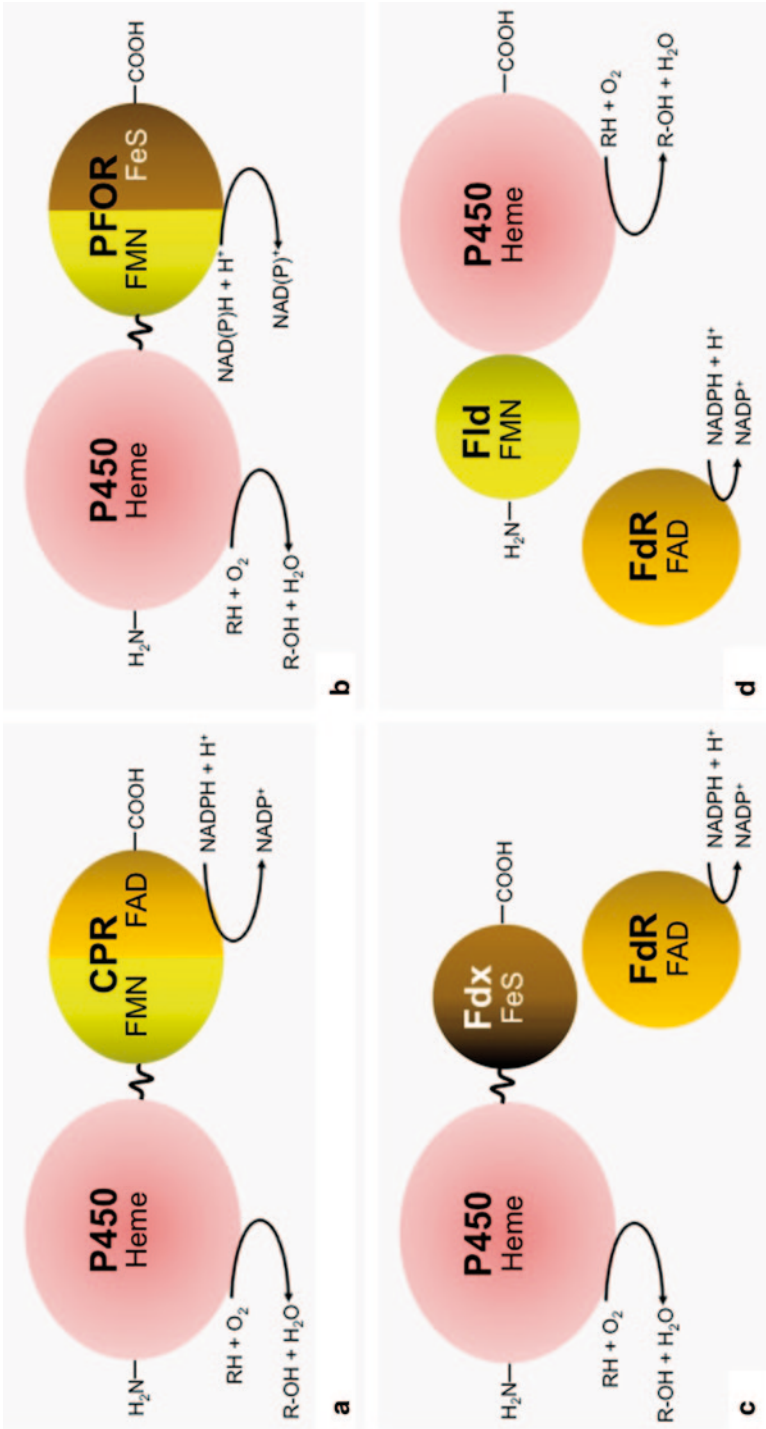 P450
Heme
CPR
FMN FAD
H₂N—
—COOH
RH + O₂
R-OH + H₂O
NADPH + H⁺
NADP⁺
a
P450
Heme
PFOR
FMN FeS
H₂N—
—COOH
RH + O₂
R-OH + H₂O
NAD(P)H + H⁺
NAD(P)⁺
b
P450
Heme
Fdx
FeS
H₂N—
—COOH
RH + O₂
R-OH + H₂O
FdR
FAD
NADPH + H⁺
NADP⁺
c
Fld
FMN
P450
Heme
H₂N—
—COOH
RH + O₂
R-OH + H₂O
FdR
FAD
NADPH + H⁺
NADP⁺
d